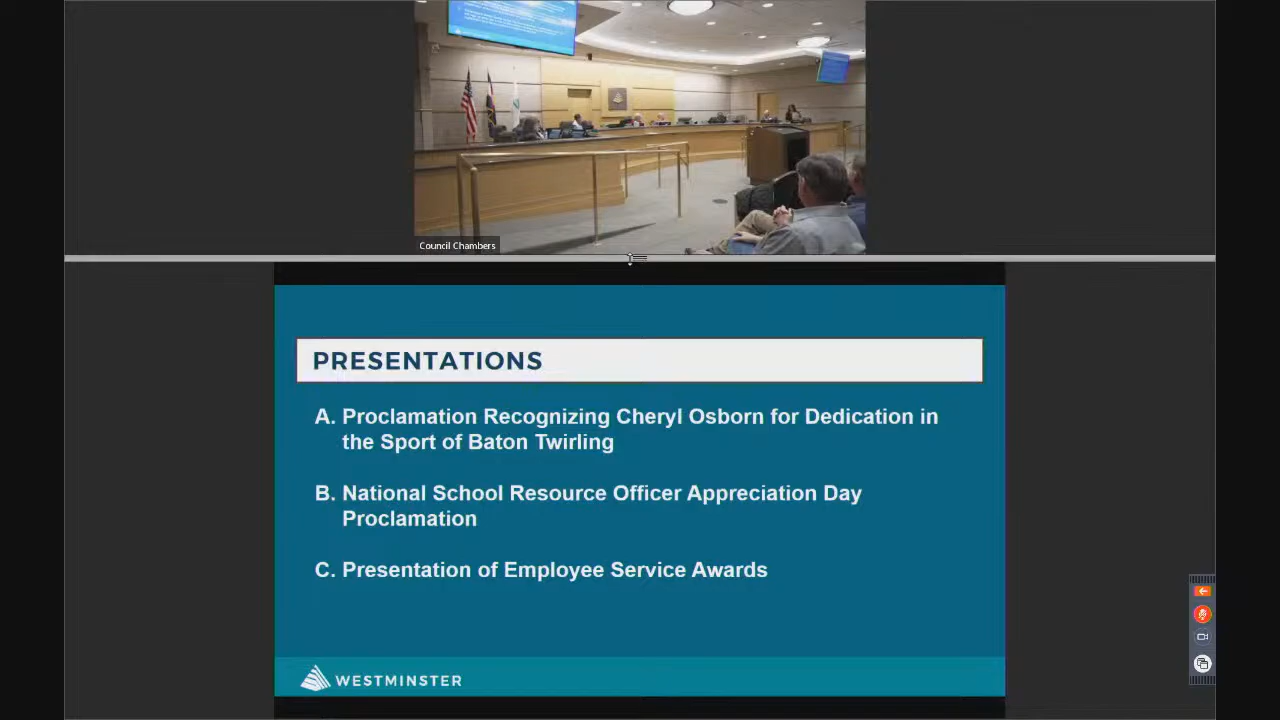 Council Chambers
PRESENTATIONS
A. Proclamation Recognizing Cheryl Osborn for Dedication in
the Sport of Baton Twirling
B. National School Resource Officer Appreciation Day
Proclamation
C. Presentation of Employee Service Awards
WESTMINSTER